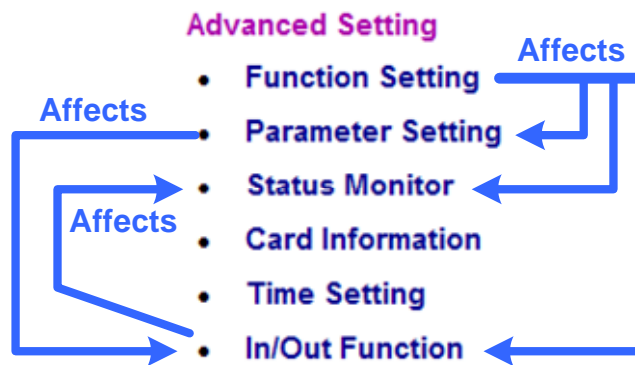 Advanced Setting
Affects
• Function Setting
Affects
• Parameter Setting
• Status Monitor
Affects
• Card Information
• Time Setting
• In/Out Function